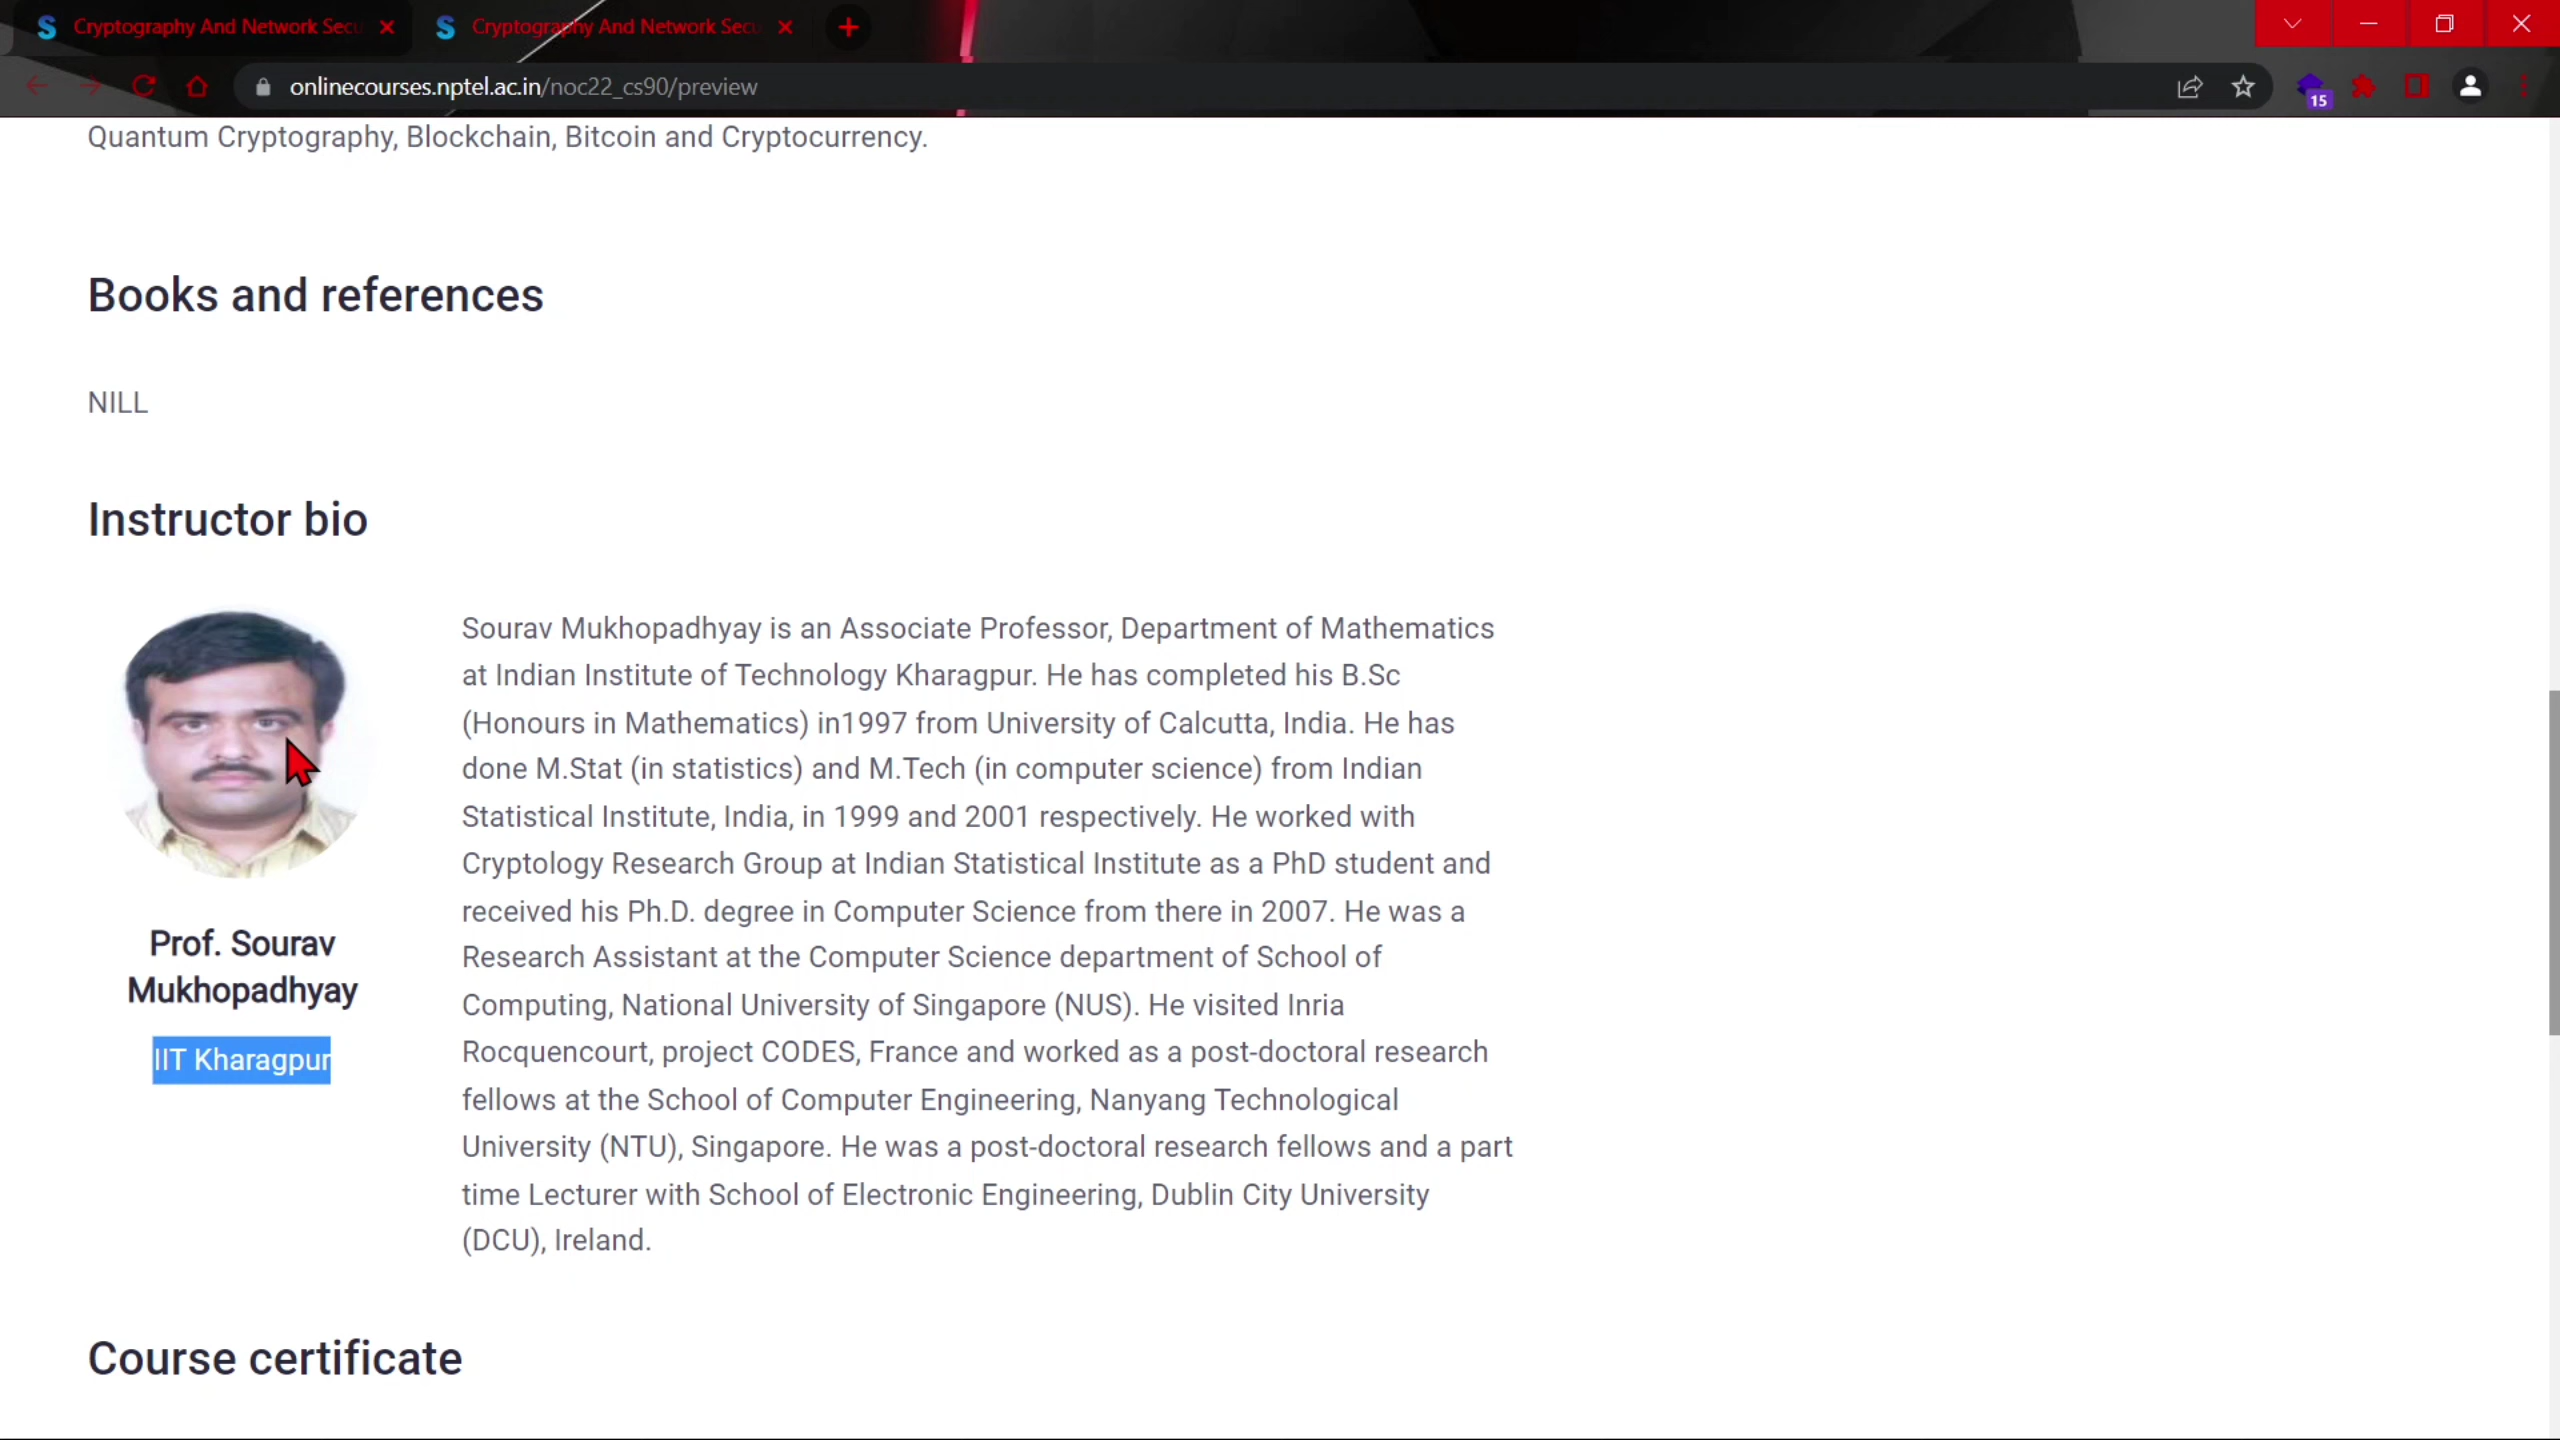 Cryptography And Network Secu
Cryptography And Network Secu
onlinecourses.nptel.ac.in/noc22_cs90/preview
15
Quantum Cryptography, Blockchain, Bitcoin and Cryptocurrency.
Books and references
NILL
Instructor bio
Sourav Mukhopadhyay is an Associate Professor, Department of Mathematics
at Indian Institute of Technology Kharagpur. He has completed his B.Sc
(Honours in Mathematics) in1997 from University of Calcutta, India. He has
done M.Stat (in statistics) and M.Tech (in computer science) from Indian
Statistical Institute, India, in 1999 and 2001 respectively. He worked with
Cryptology Research Group at Indian Statistical Institute as a PhD student and
received his Ph.D. degree in Computer Science from there in 2007. He was a
Research Assistant at the Computer Science department of School of
Computing, National University of Singapore (NUS). He visited Inria
Rocquencourt, project CODES, France and worked as a post-doctoral research
fellows at the School of Computer Engineering, Nanyang Technological
University (NTU), Singapore. He was a post-doctoral research fellows and a part
time Lecturer with School of Electronic Engineering, Dublin City University
(DCU), Ireland.
Prof. Sourav
Mukhopadhyay
IIT Kharagpur
Course certificate